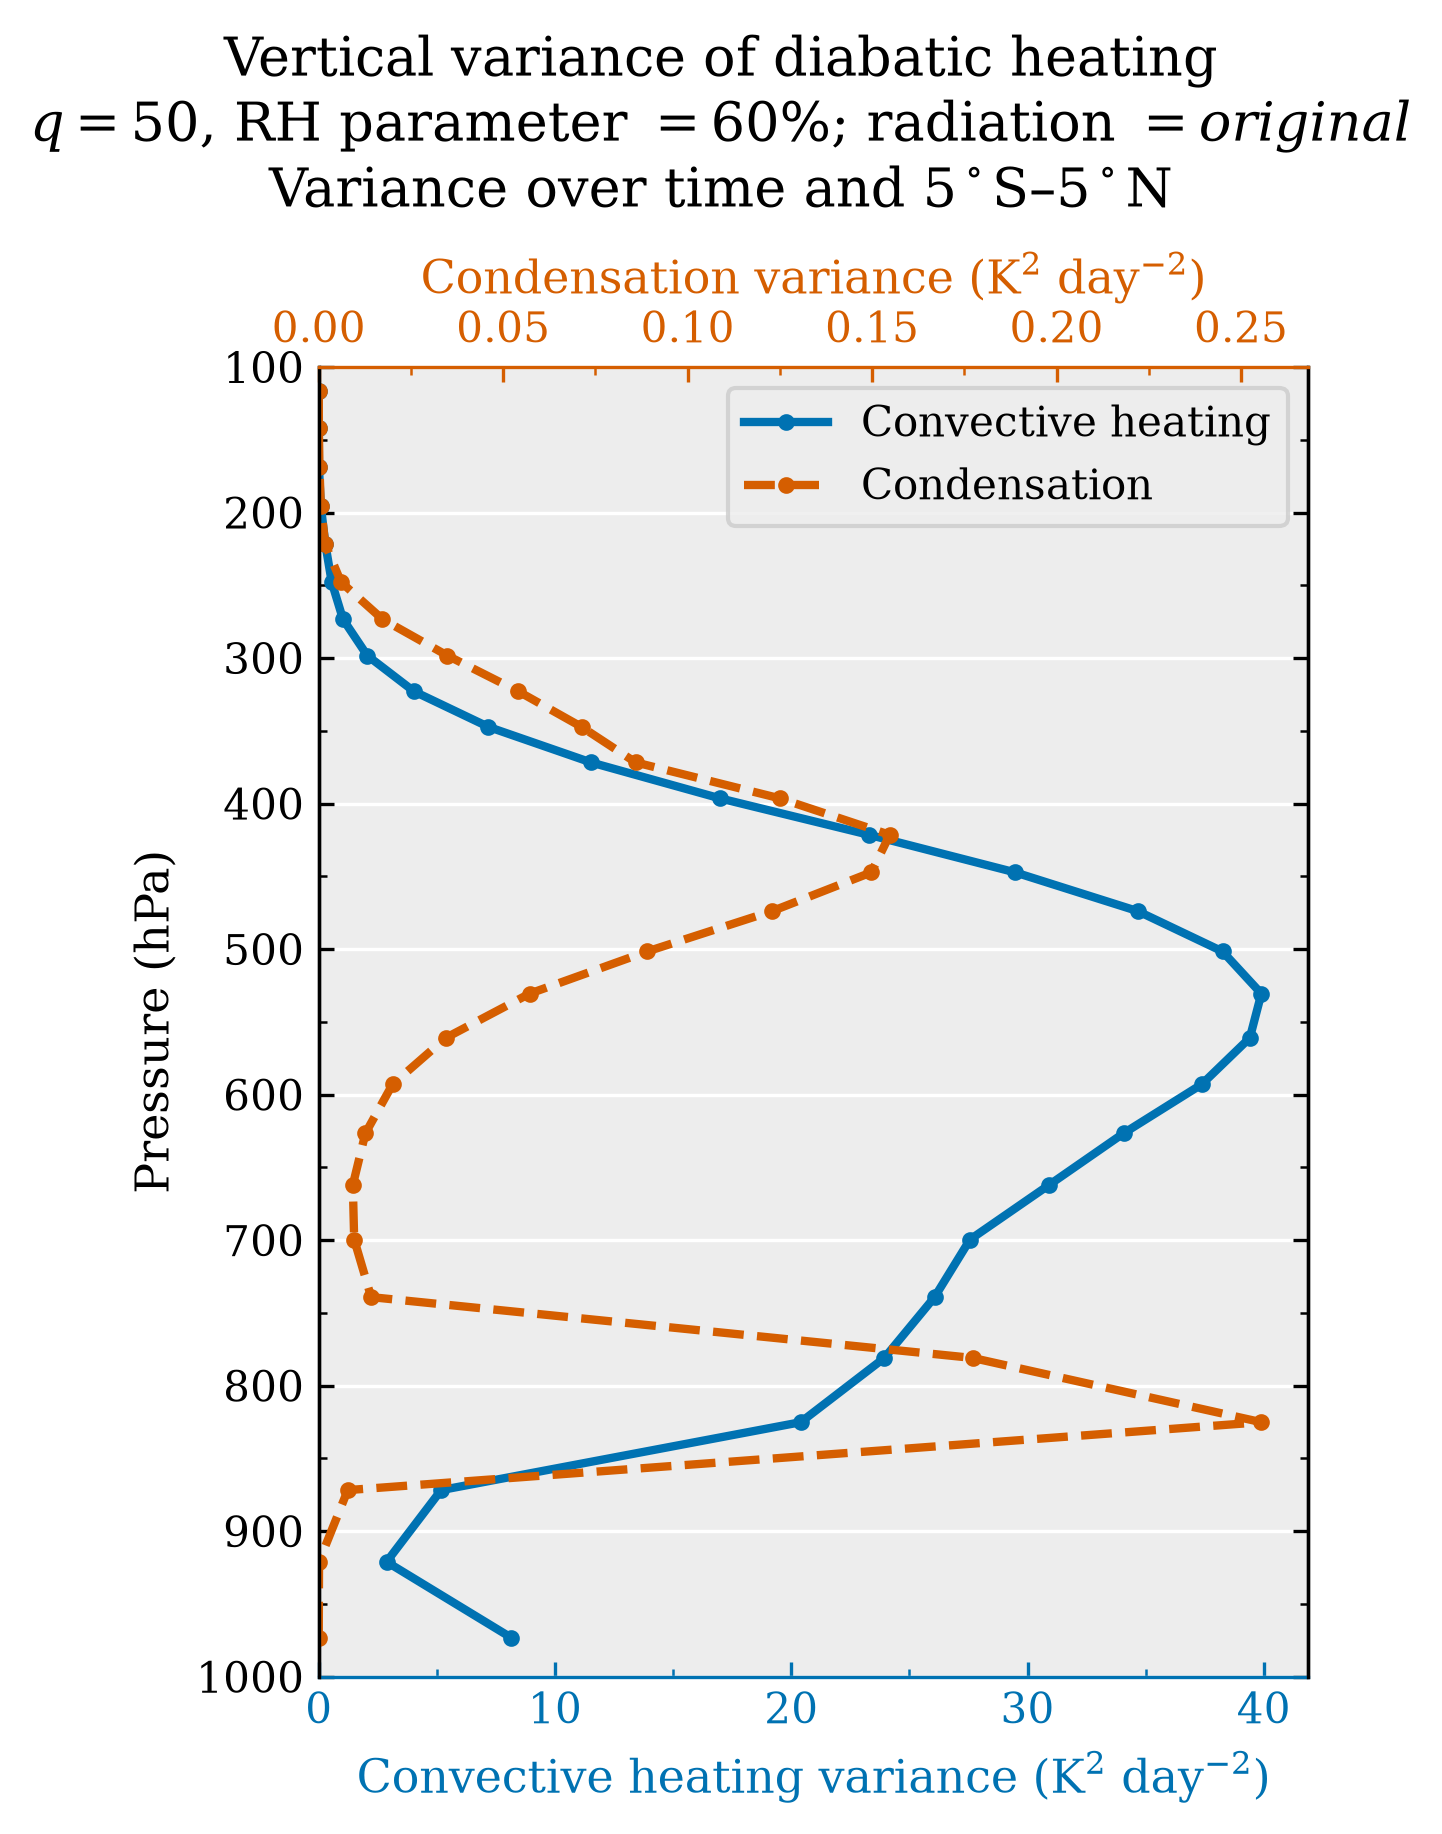 Vertical variance of diabatic heating
q = 50, RH parameter = 60%; radiation = original
Variance over time and 5°S–5°N
Condensation variance (K² day⁻²)
0.00 0.05 0.10 0.15 0.20 0.25
Convective heating
Condensation
100
200
300
400
500
600
700
800
900
1000
Pressure (hPa)
0 10 20 30 40
Convective heating variance (K² day⁻²)